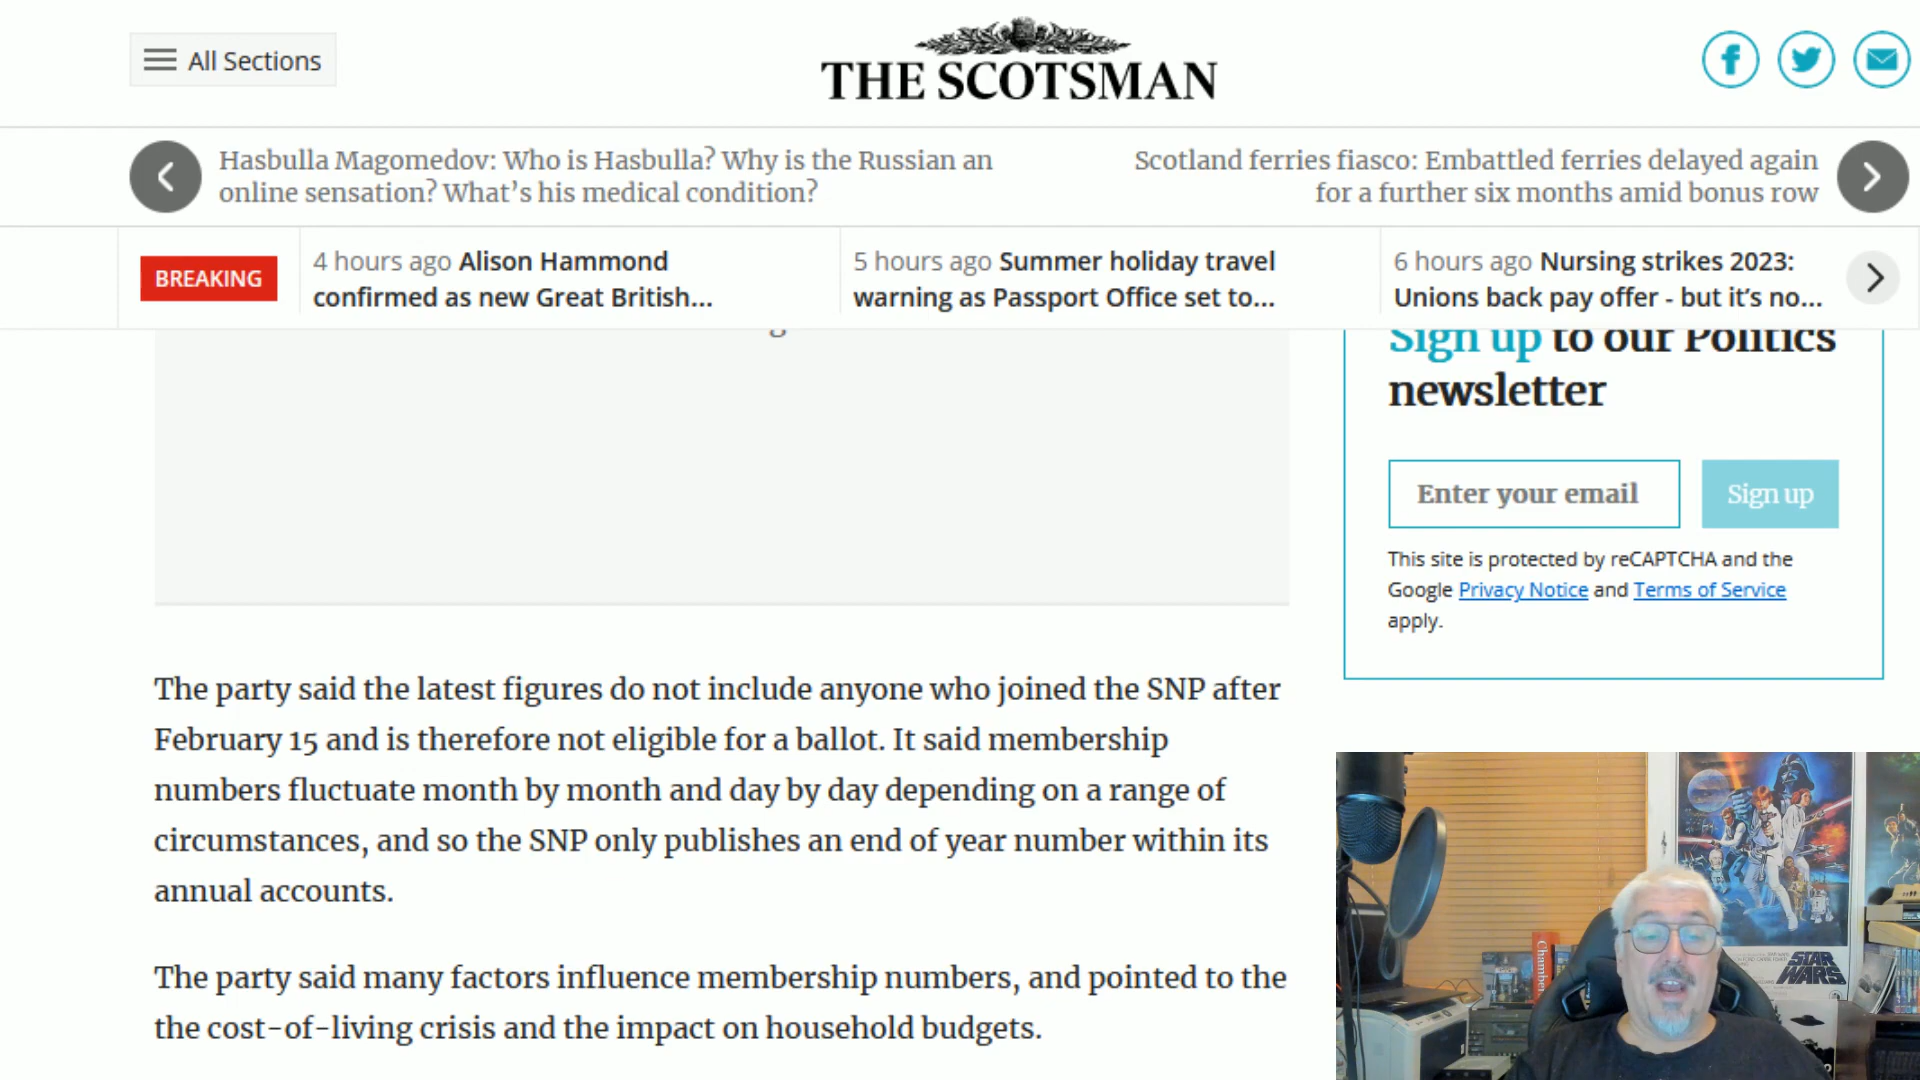 All Sections
THE SCOTSMAN
Hasbulla Magomedov: Who is Hasbulla? Why is the Russian an
online sensation? What's his medical condition?
Scotland ferries fiasco: Embattled ferries delayed again
for a further six months amid bonus row
BREAKING
4 hours ago Alison Hammond
confirmed as new Great British...
5 hours ago Summer holiday travel
warning as Passport Office set to...
6 hours ago Nursing strikes 2023:
Unions back pay offer - but it's no...
Sign up to our Politics
newsletter
Enter your email
Sign up
This site is protected by reCAPTCHA and the
Google Privacy Notice and Terms of Service
apply.
The party said the latest figures do not include anyone who joined the SNP after
February 15 and is therefore not eligible for a ballot. It said membership
numbers fluctuate month by month and day by day depending on a range of
circumstances, and so the SNP only publishes an end of year number within its
annual accounts.
The party said many factors influence membership numbers, and pointed to the
the cost-of-living crisis and the impact on household budgets.
STAR
WARS